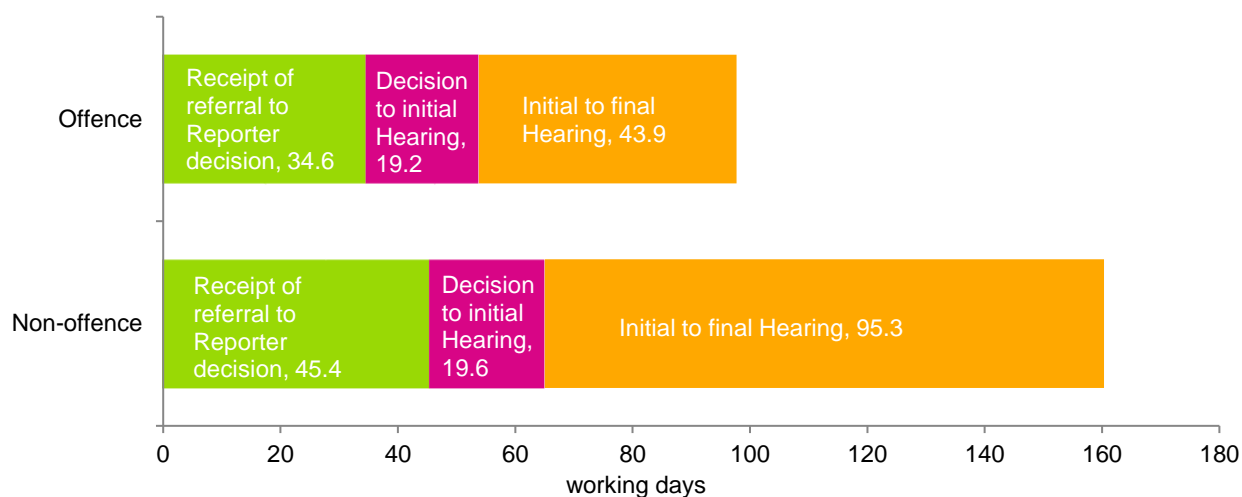 Offence
Receipt of
referral to
Reporter
decision, 34.6
Decision
to initial
Hearing,
19.2
Initial to final
Hearing, 43.9
Non-offence
Receipt of
referral to
Reporter
decision, 45.4
Decision
to initial
Hearing,
19.6
Initial to final Hearing, 95.3
0 20 40 60 80 100 120 140 160 180
working days